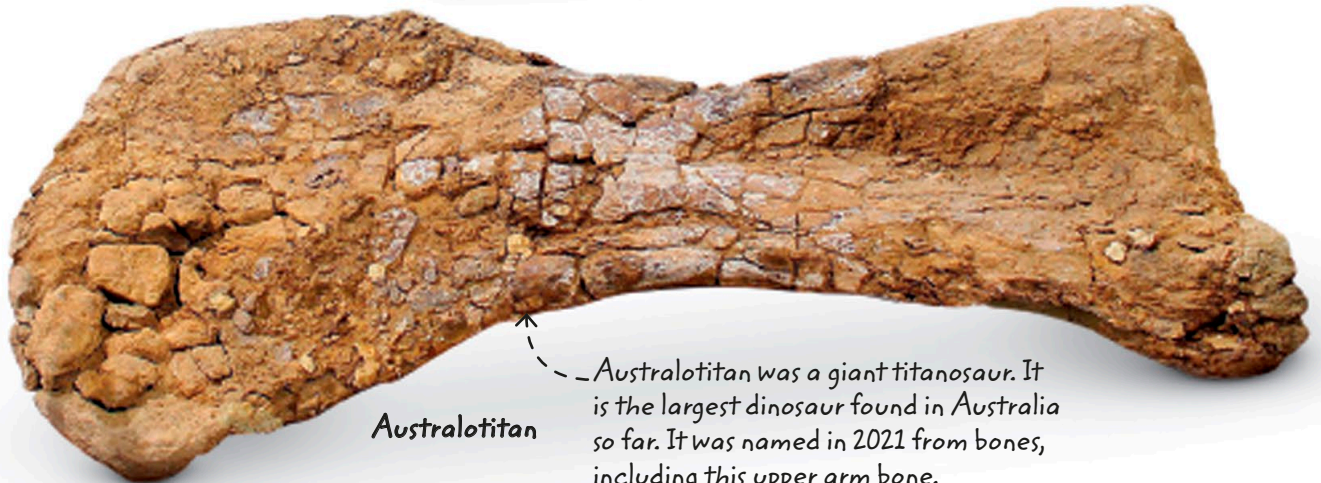 Australotitan was a giant titanosaur. It
is the largest dinosaur found in Australia
so far. It was named in 2021 from bones,
including this upper arm bone.
Australotitan